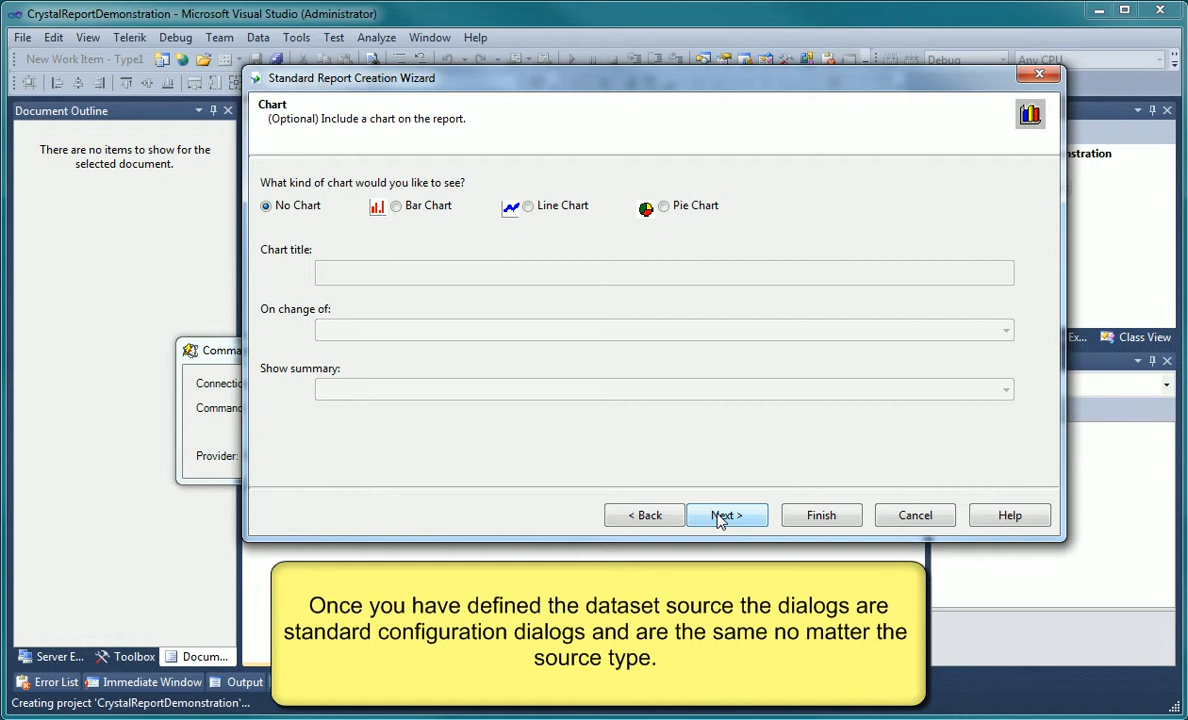 CrystalReportDemonstration - Microsoft Visual Studio (Administrator)
File Edit View Telerik Debug Team Data Tools Test Analyze Window Help
New Work Item - Type1 Debug Any CPU
Document Outline
There are no items to show for the
selected document.
Standard Report Creation Wizard
Chart
(Optional) Include a chart on the report.
What kind of chart would you like to see?
No Chart Bar Chart Line Chart Pie Chart
Chart title:
On change of:
Show summary:
< Back Next > Finish Cancel Help
Comma
Connectio
Command
Provider:
nstration
Ex... Class View
Once you have defined the dataset source the dialogs are
standard configuration dialogs and are the same no matter the
source type.
Server E... Toolbox Docum...
Error List Immediate Window Output
Creating project 'CrystalReportDemonstration'...